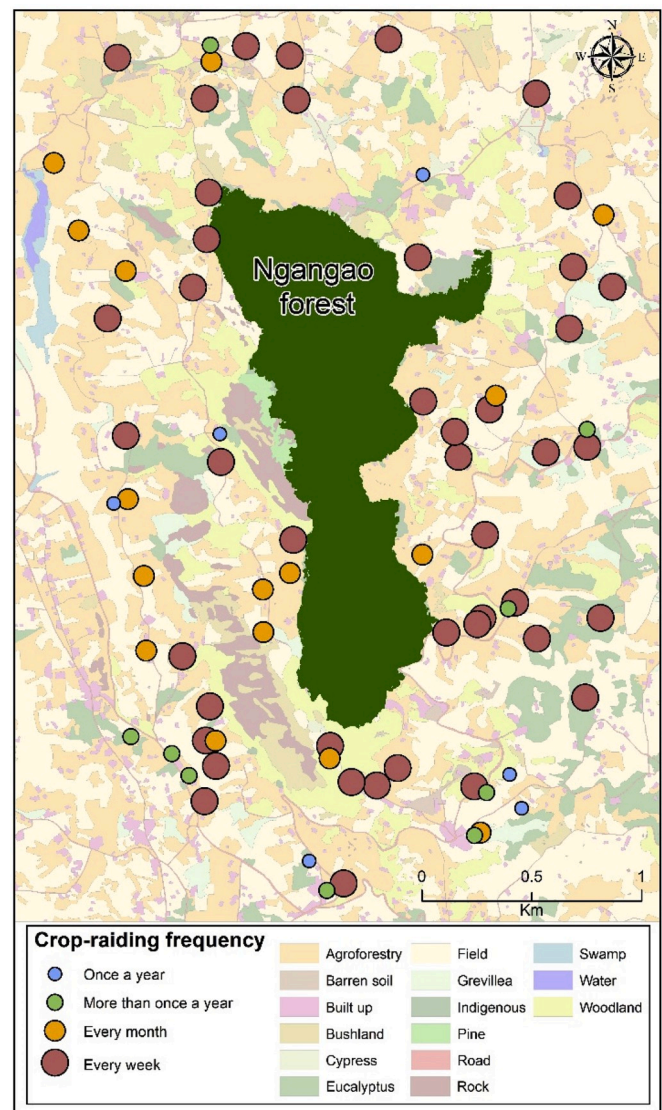 N
W E
S
Ngangao
forest
0 0.5 1
Km
Crop-raiding frequency
Once a year
More than once a year
Every month
Every week
Agroforestry
Barren soil
Built up
Bushland
Cypress
Eucalyptus
Field
Grevillea
Indigenous
Pine
Road
Rock
Swamp
Water
Woodland